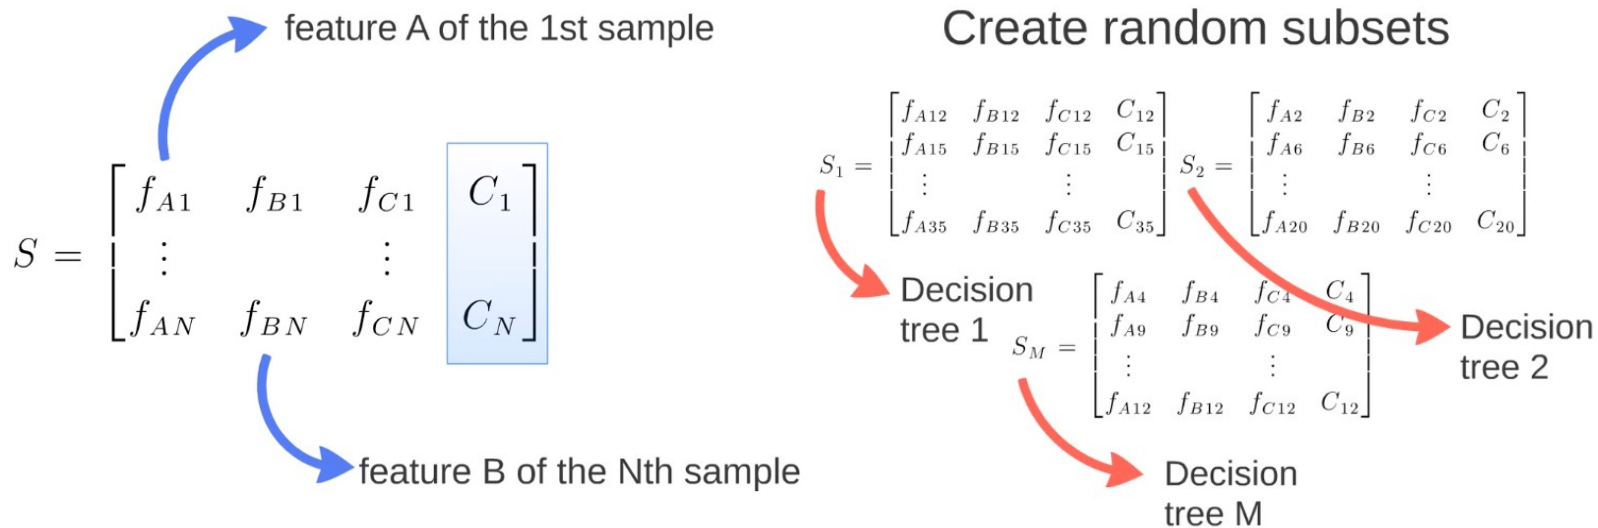 feature A of the 1st sample
S = [ f_{A1} f_{B1} f_{C1} C_1
⋮ ⋮
f_{AN} f_{BN} f_{CN} C_N ]
feature B of the Nth sample
Create random subsets
S_1 = [ f_{A12} f_{B12} f_{C12} C_{12}
f_{A15} f_{B15} f_{C15} C_{15}
⋮ ⋮
f_{A35} f_{B35} f_{C35} C_{35} ]
S_2 = [ f_{A2} f_{B2} f_{C2} C_2
f_{A6} f_{B6} f_{C6} C_6
⋮ ⋮
f_{A20} f_{B20} f_{C20} C_{20} ]
Decision
tree 1
S_M = [ f_{A4} f_{B4} f_{C4} C_4
f_{A9} f_{B9} f_{C9} C_9
⋮ ⋮
f_{A12} f_{B12} f_{C12} C_{12} ]
Decision
tree 2
Decision
tree M